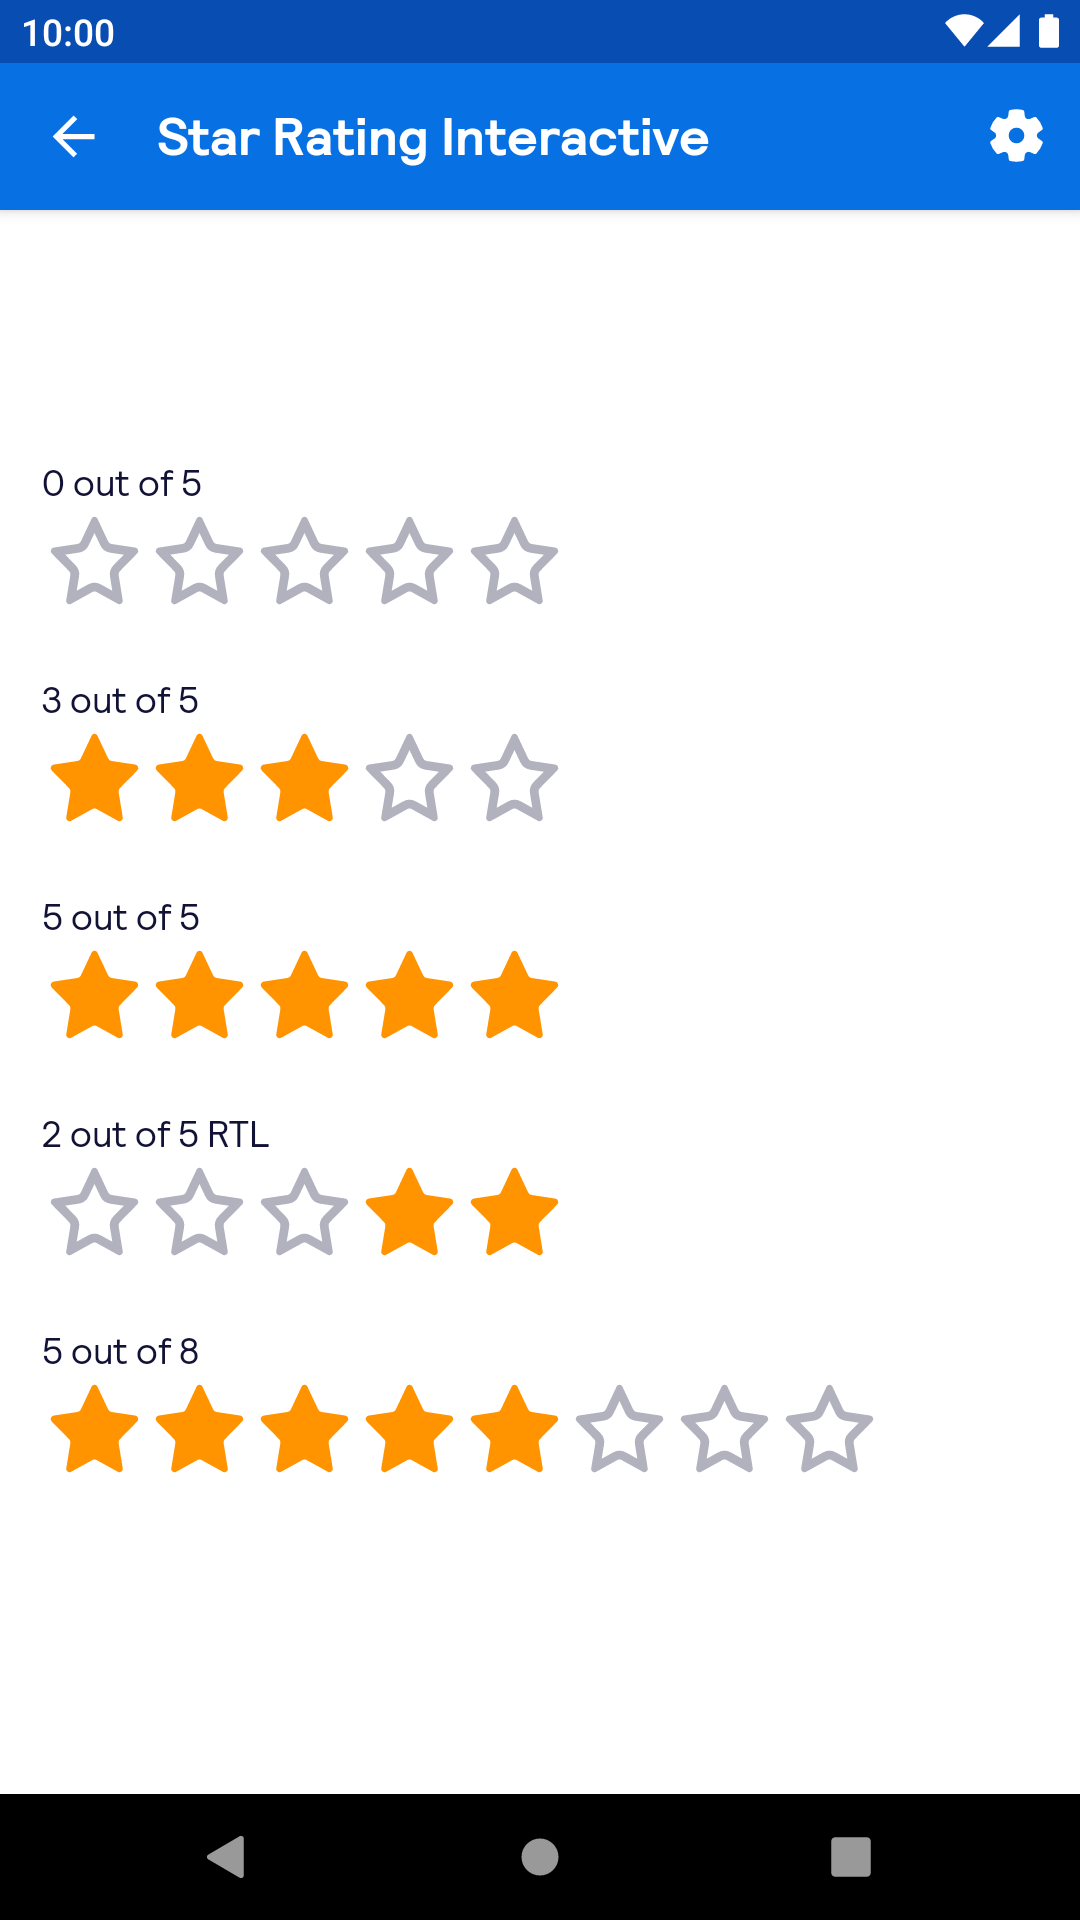 10:00
Star Rating Interactive
0 out of 5
3 out of 5
5 out of 5
2 out of 5 RTL
5 out of 8